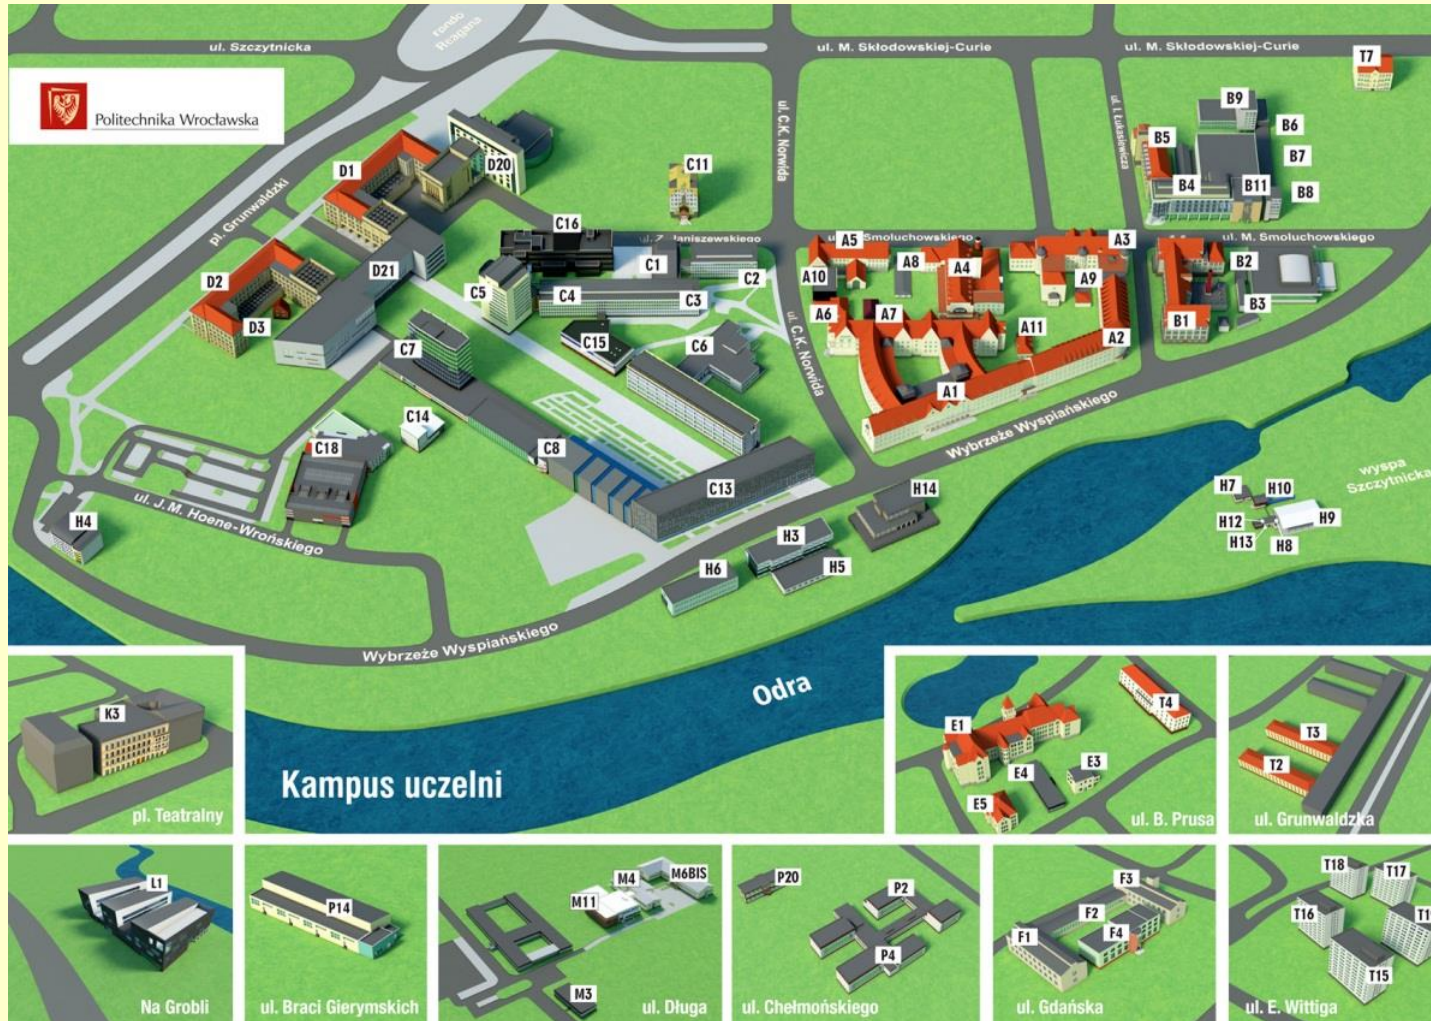 rondo
Reagana
ul. Szczytnicka
ul. M. Skłodowskiej-Curie
ul. M. Skłodowskiej-Curie
T7
Politechnika Wrocławska
ul. C.K. Norwida
ul. I. Łukasiewicza
B9
B6
B5
B7
B4
B11
B8
D1
D20
C11
pl. Grunwaldzki
C16
Janiszewskiego
ul.
Smoluchowskiego
ul. M. Smoluchowskiego
A5
A3
D2
D21
C1
C2
C5
C4
C3
A10
A8
A4
A9
B2
B3
B1
D3
C7
C15
C6
ul. C.K. Norwida
A6
A7
A11
A2
A1
C14
C18
C8
C13
Wybrzeże Wyspiańskiego
wyspa
Szczytnicka
H4
ul. J.M. Hoene-Wrońskiego
H14
H3
H5
H6
H7
H10
H12
H9
H13
H8
Wybrzeże Wyspiańskiego
Odra
Kampus uczelni
K3
pl. Teatralny
E1
T4
E4
E3
E5
ul. B. Prusa
T3
T2
ul. Grunwaldzka
L1
Na Grobli
P14
ul. Braci Gierymskich
M6BIS
M4
M11
M3
ul. Długa
P20
P2
P4
ul. Chełmońskiego
F3
F2
F1
F4
ul. Gdańska
T18
T17
T16
T15
ul. E. Wittiga